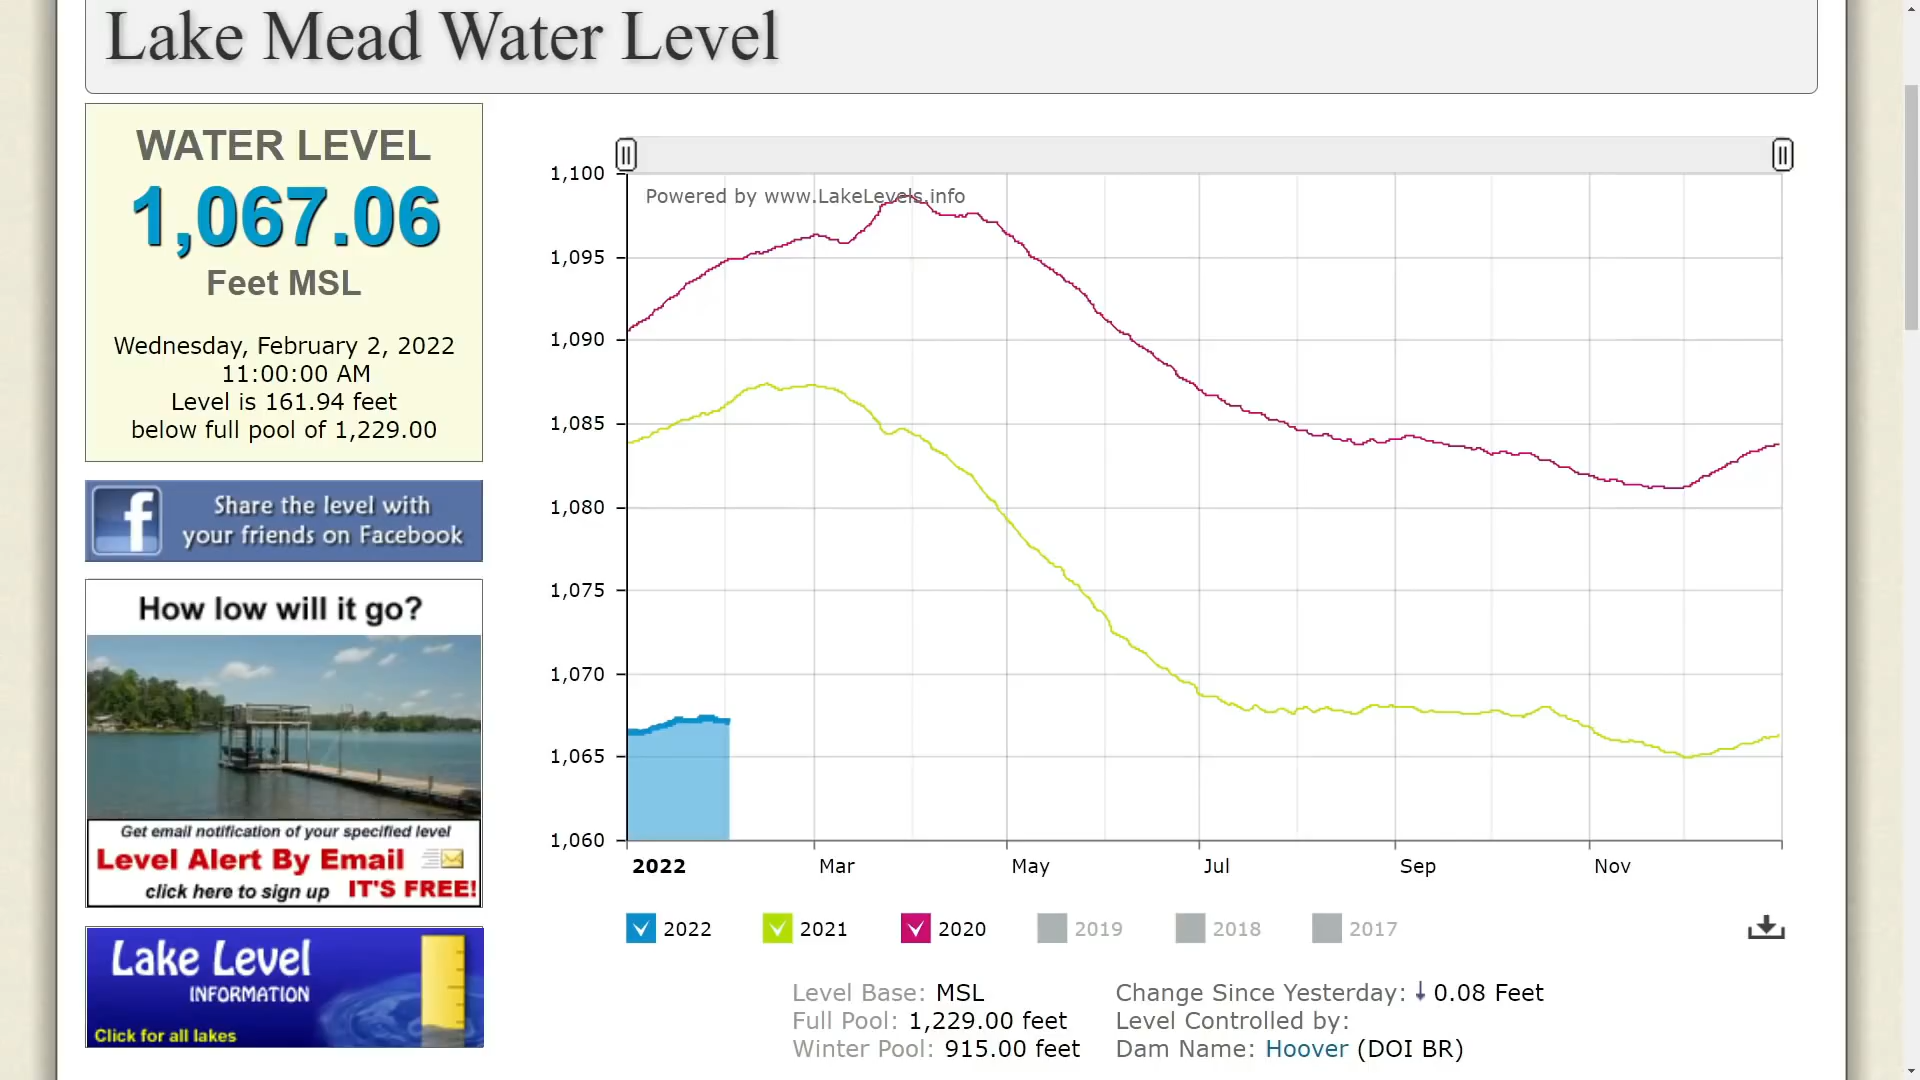 Lake Mead Water Level
WATER LEVEL
1,067.06
Feet MSL
Wednesday, February 2, 2022
11:00:00 AM
Level is 161.94 feet
below full pool of 1,229.00
Share the level with
your friends on Facebook
How low will it go?
Get email notification of your specified level
Level Alert By Email
click here to sign up IT'S FREE!
Lake Level
INFORMATION
Click for all lakes
Powered by www.LakeLevels.info
1,100
1,095
1,090
1,085
1,080
1,075
1,070
1,065
1,060
2022 Mar May Jul Sep Nov
2022 2021 2020 2019 2018 2017
Level Base: MSL
Full Pool: 1,229.00 feet
Winter Pool: 915.00 feet
Change Since Yesterday: ↓ 0.08 Feet
Level Controlled by:
Dam Name: Hoover (DOI BR)